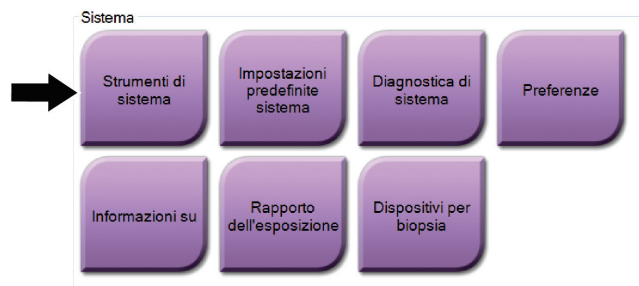 Sistema
Strumenti di
sistema
Impostazioni
predefinite
sistema
Diagnostica di
sistema
Preferenze
Informazioni su
Rapporto
dell'esposizione
Dispositivi per
biopsia